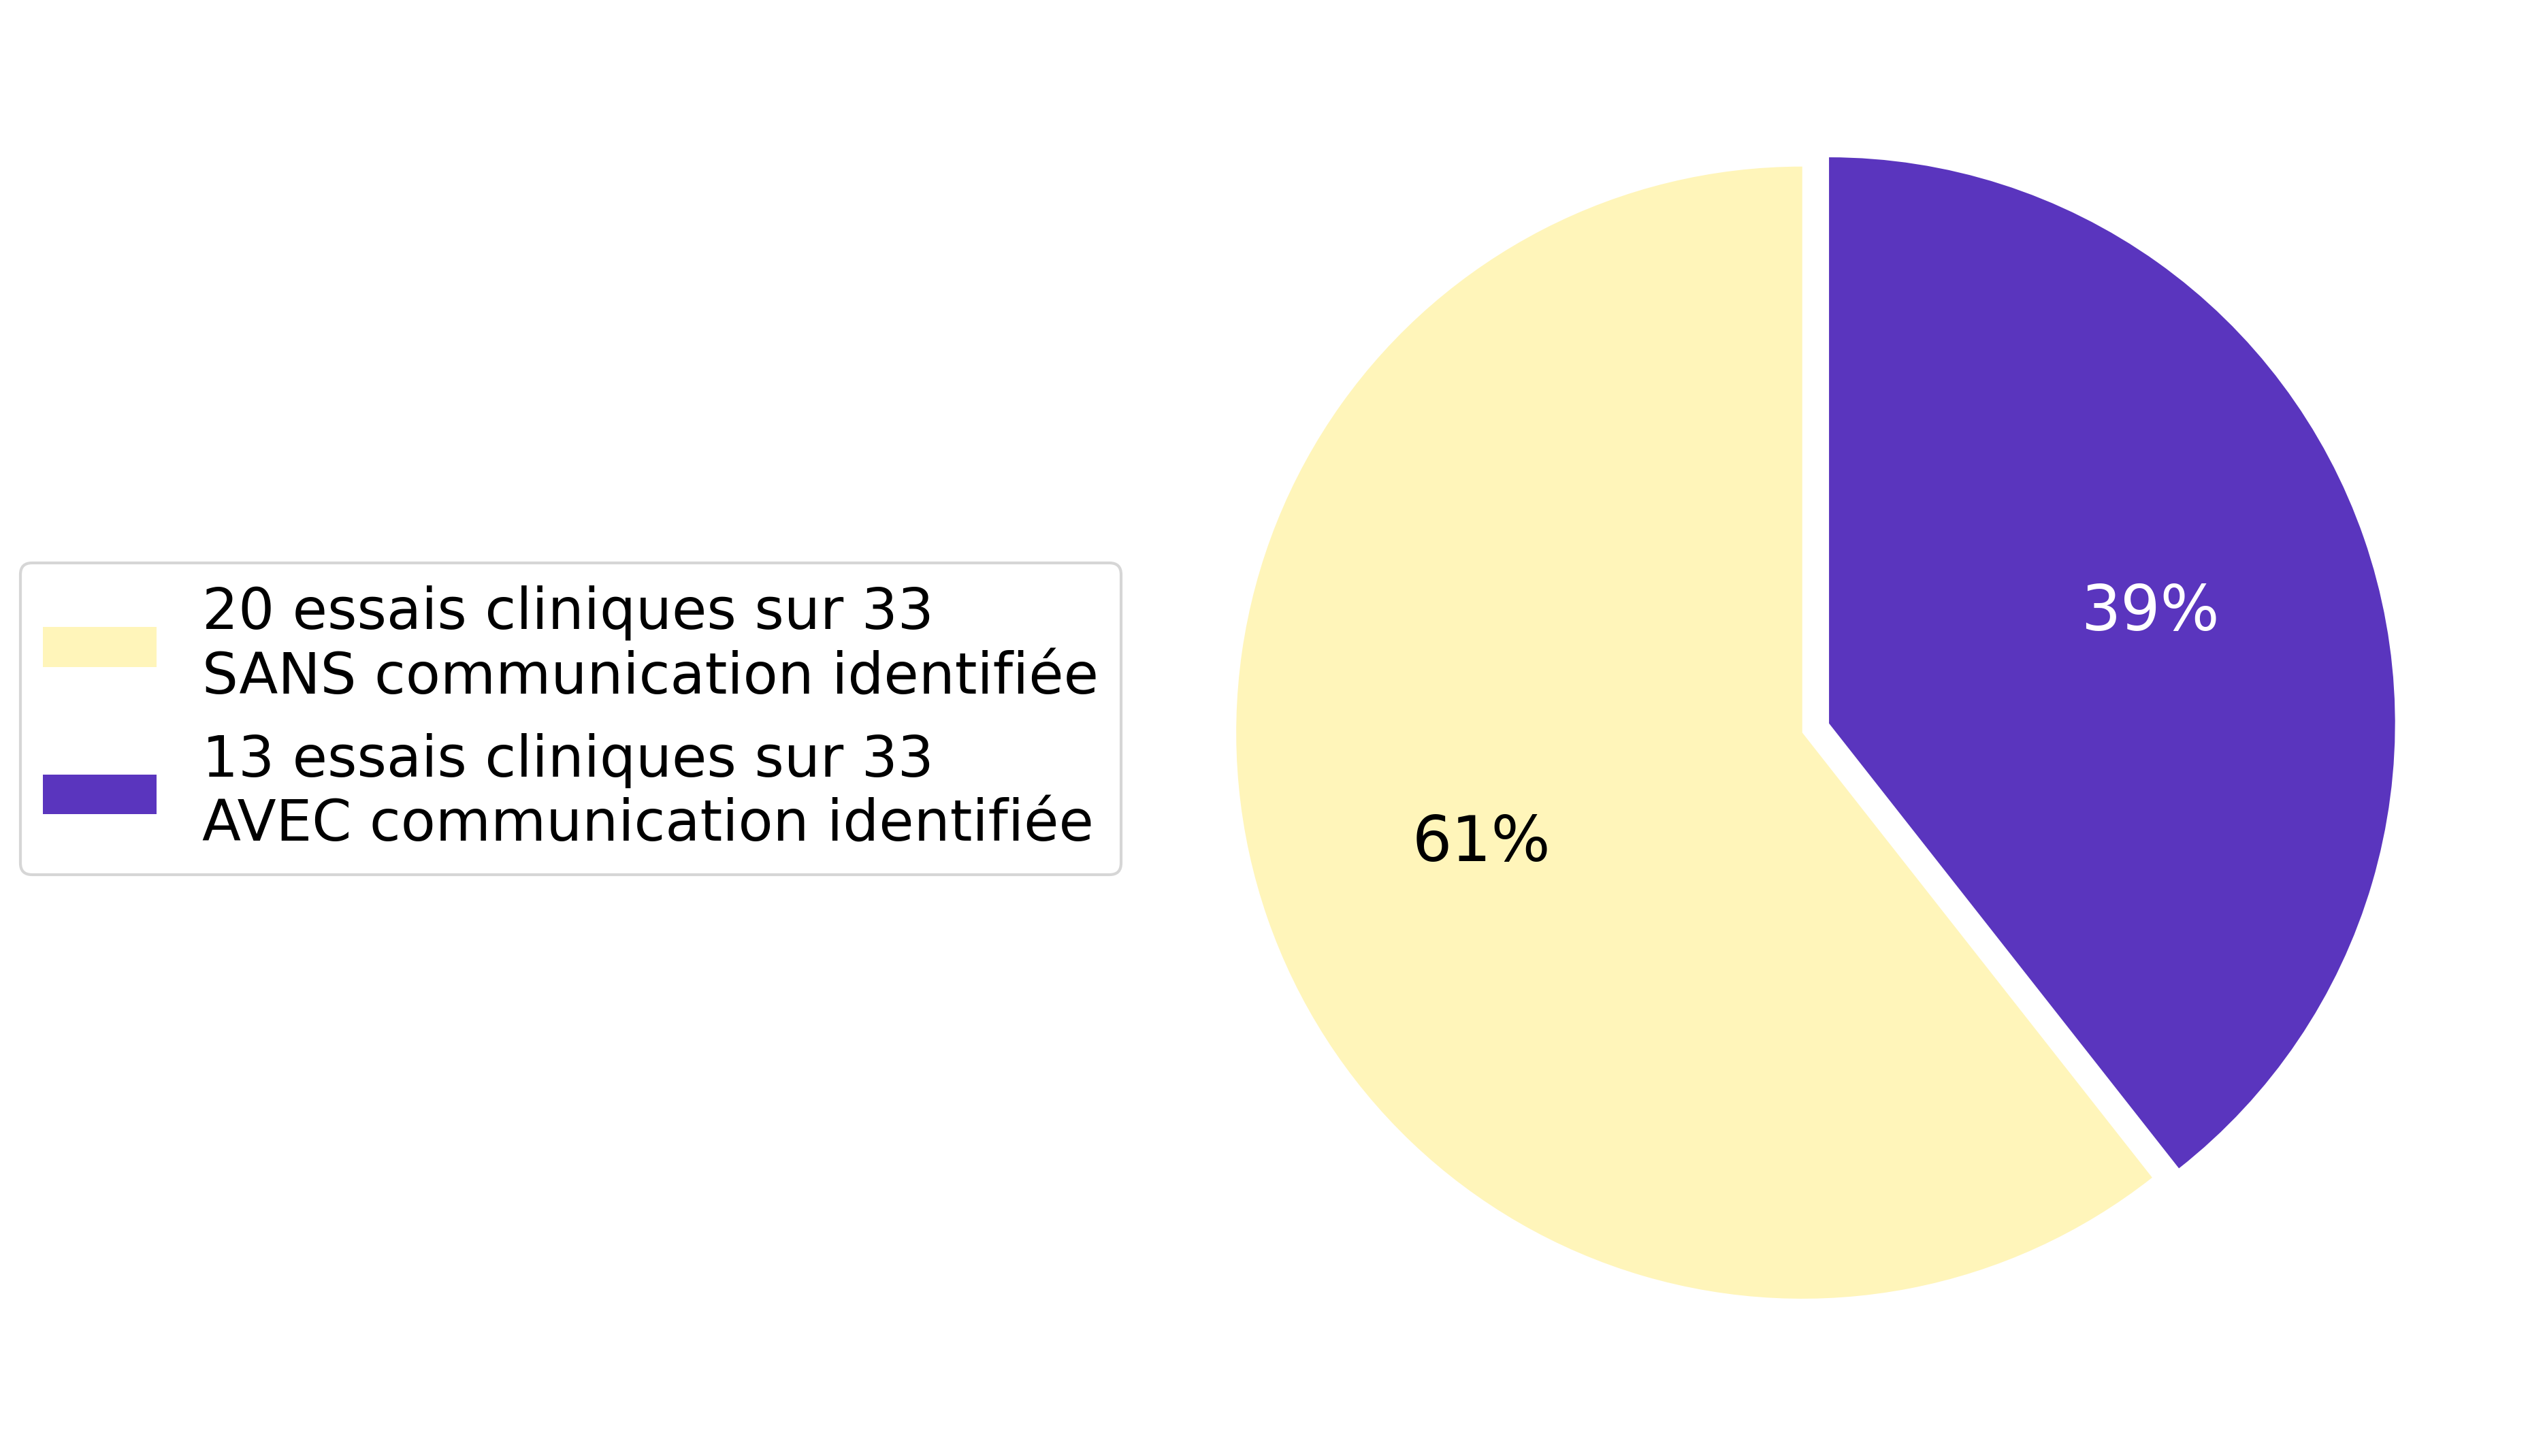 20 essais cliniques sur 33
SANS communication identifiée
13 essais cliniques sur 33
AVEC communication identifiée
39%
61%